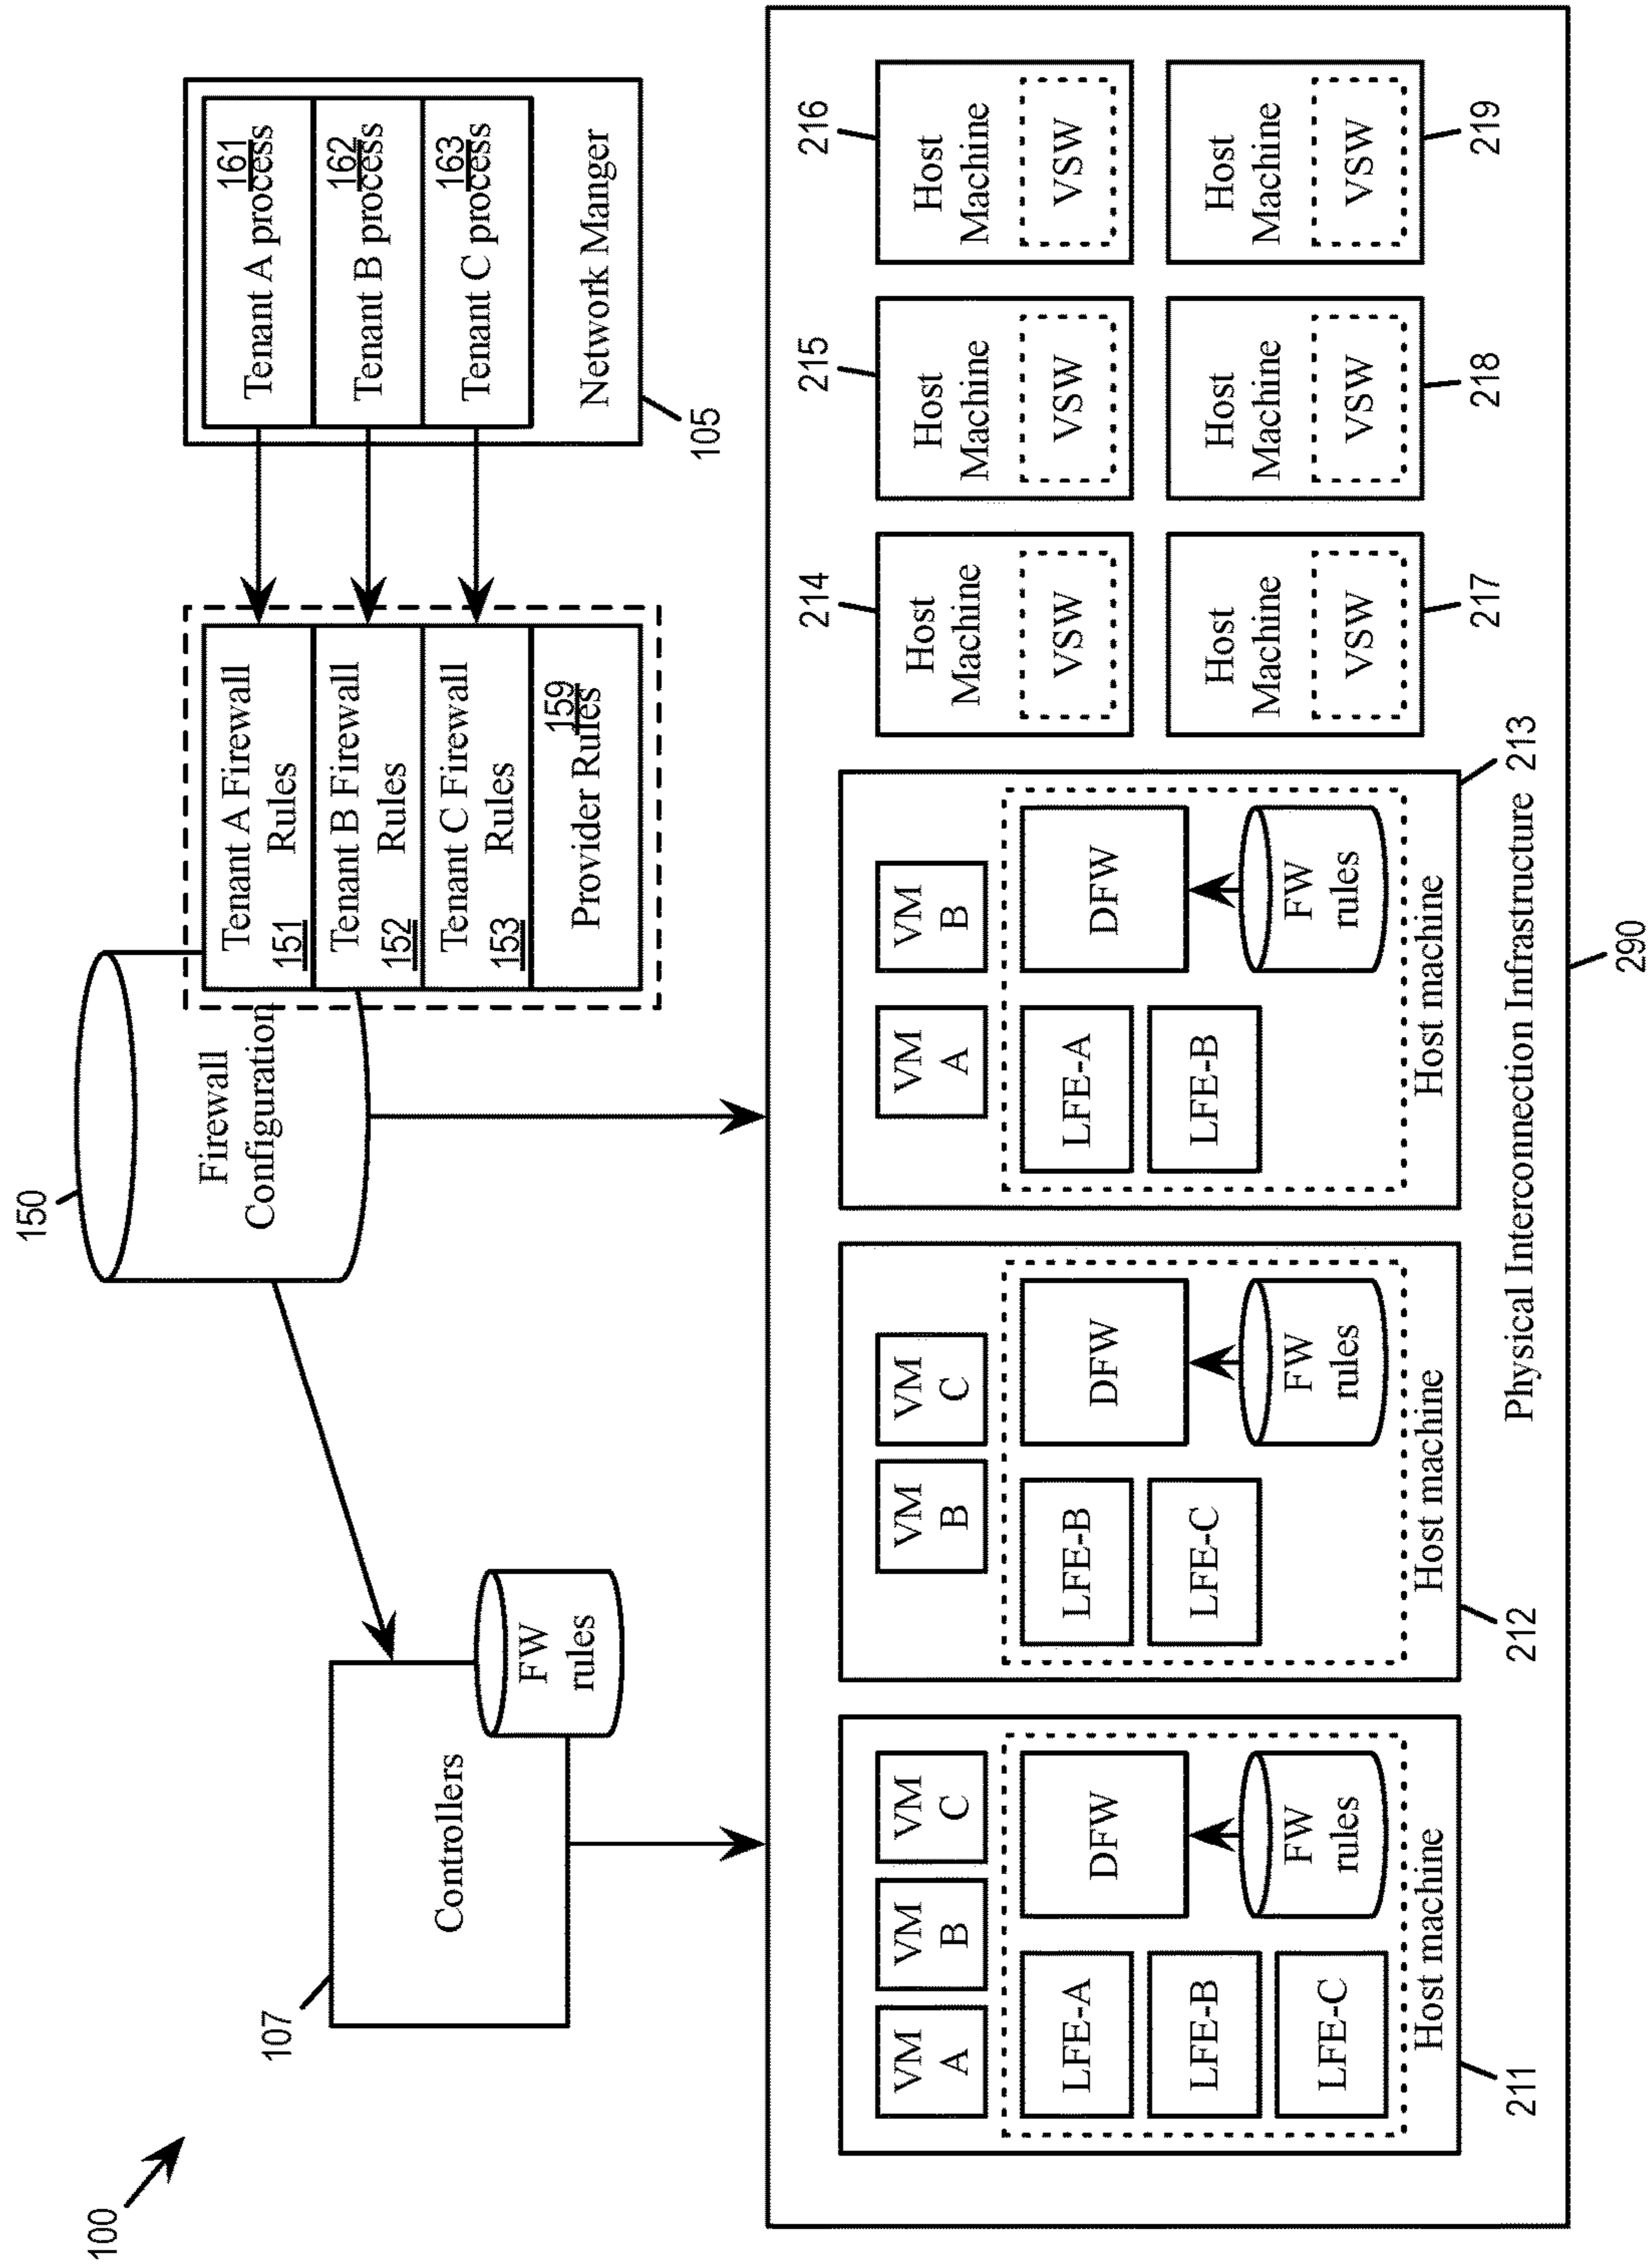 100
107
Controllers
FW
rules
150
Firewall
Configuration
Tenant A Firewall
Rules
151
Tenant B Firewall
Rules
152
Tenant C Firewall
Rules
153
Provider Rules
159
Tenant A process
161
Tenant B process
162
Tenant C process
163
Network Manger
105
VM
A
VM
B
VM
C
LFE-A
LFE-B
LFE-C
DFW
FW
rules
Host machine
211
VM
B
VM
C
LFE-B
LFE-C
DFW
FW
rules
Host machine
212
VM
A
VM
B
LFE-A
LFE-B
DFW
FW
rules
Host machine
213
214
Host
Machine
VSW
215
Host
Machine
VSW
216
Host
Machine
VSW
Host
Machine
VSW
217
Host
Machine
VSW
218
Host
Machine
VSW
219
Physical Interconnection Infrastructure
290